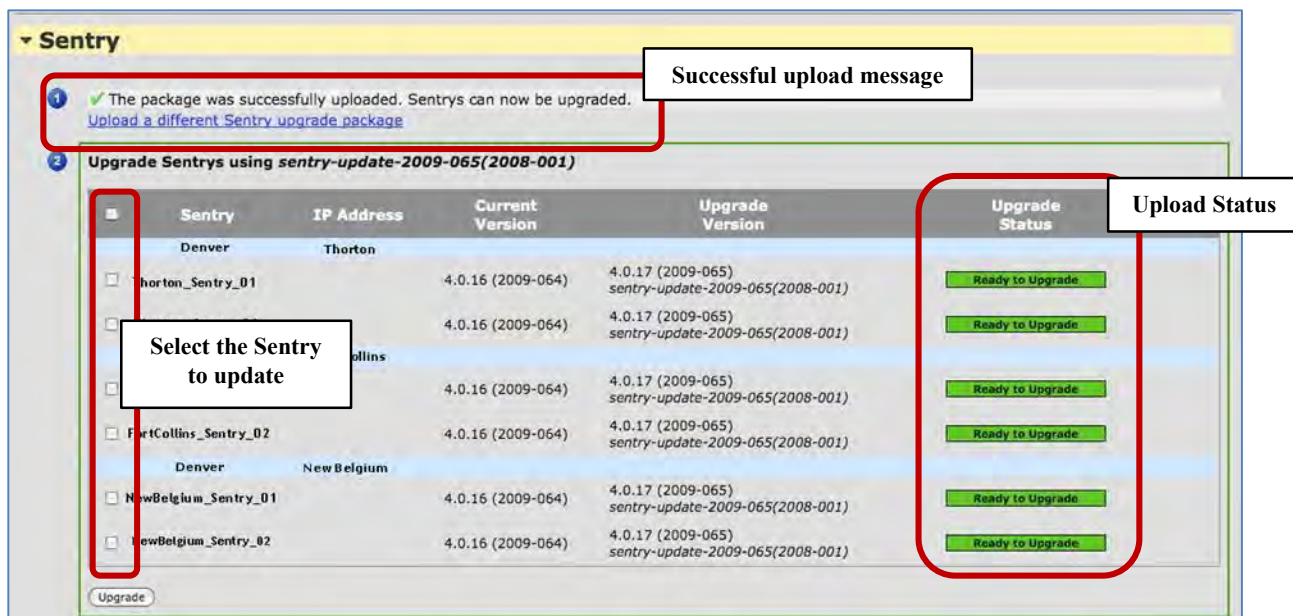 Sentry
Successful upload message
1
The package was successfully uploaded. Sentrys can now be upgraded.
Upload a different Sentry upgrade package
2
Upgrade Sentrys using sentry-update-2009-065(2008-001)
Upload Status
Sentry IP Address Current Version Upgrade Version Upgrade Status
Denver Thorton
Thorton_Sentry_01 4.0.16 (2009-064) 4.0.17 (2009-065) Ready to Upgrade
sentry-update-2009-065(2008-001)
4.0.16 (2009-064) 4.0.17 (2009-065) Ready to Upgrade
sentry-update-2009-065(2008-001)
Select the Sentry
to update
ollins
4.0.16 (2009-064) 4.0.17 (2009-065) Ready to Upgrade
sentry-update-2009-065(2008-001)
FortCollins_Sentry_02 4.0.16 (2009-064) 4.0.17 (2009-065) Ready to Upgrade
sentry-update-2009-065(2008-001)
Denver NewBelgium
NewBelgium_Sentry_01 4.0.16 (2009-064) 4.0.17 (2009-065) Ready to Upgrade
sentry-update-2009-065(2008-001)
NewBelgium_Sentry_02 4.0.16 (2009-064) 4.0.17 (2009-065) Ready to Upgrade
sentry-update-2009-065(2008-001)
Upgrade